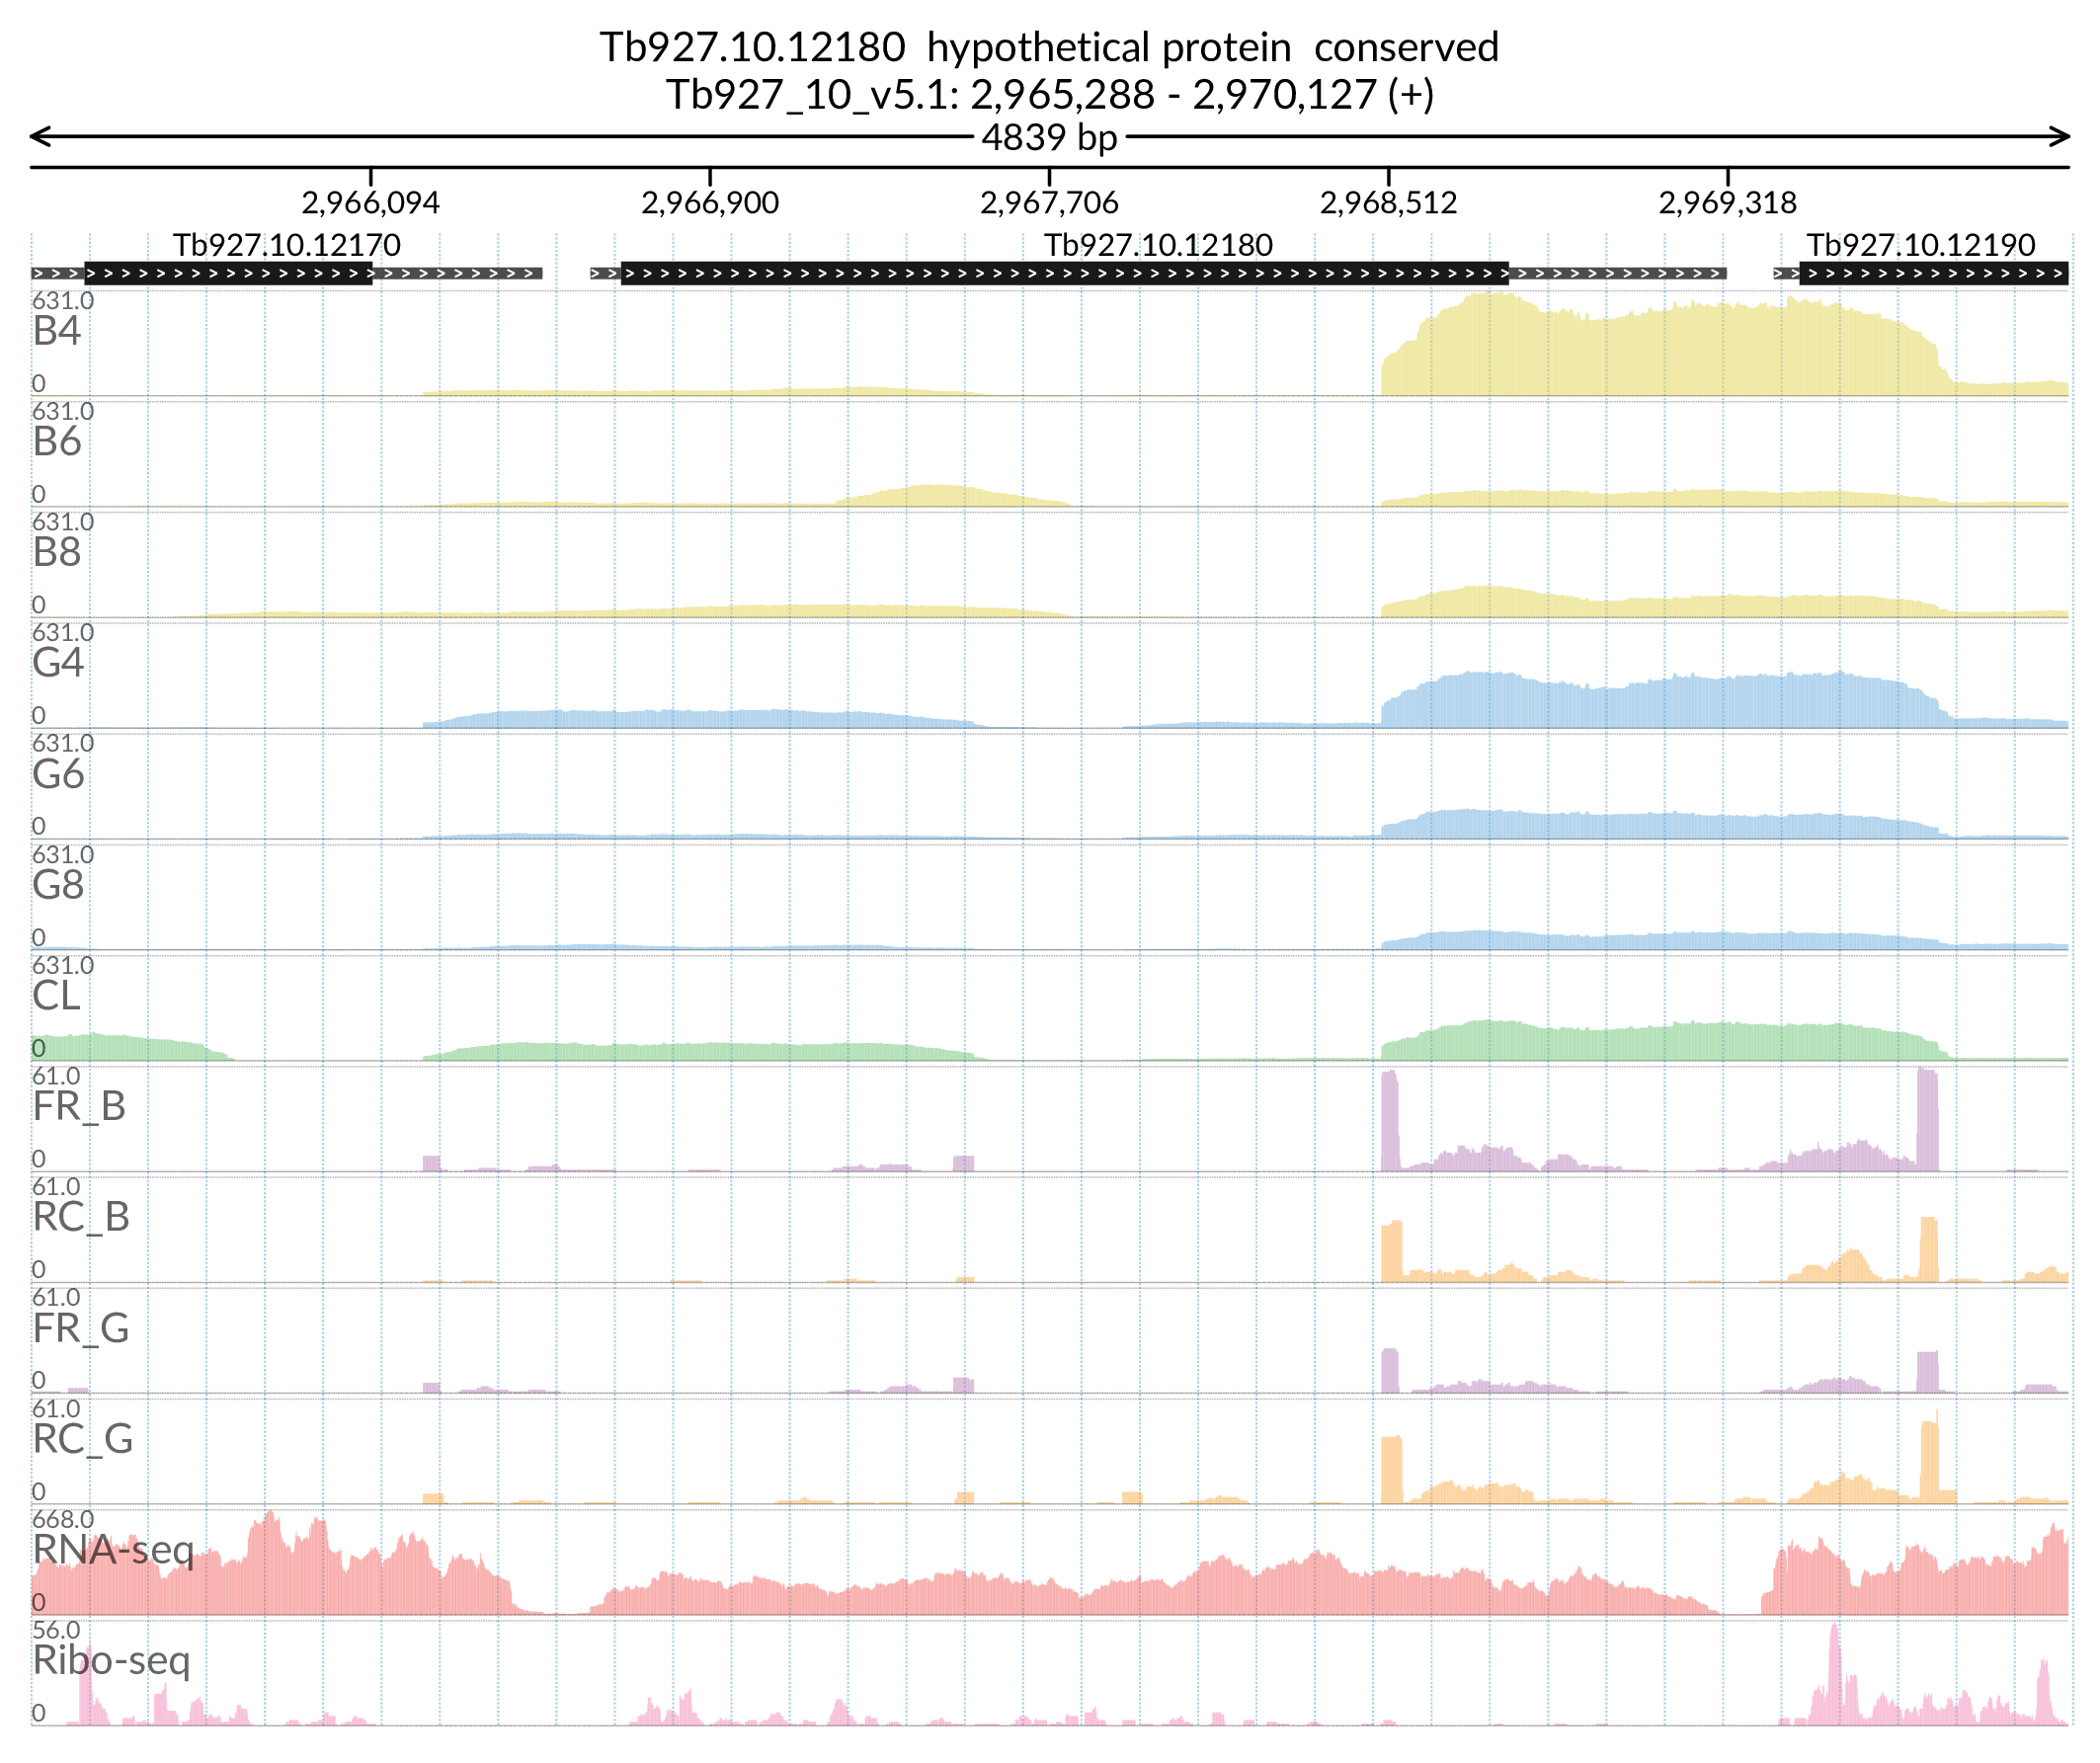 Tb927.10.12180 hypothetical protein conserved
Tb927_10_v5.1: 2,965,288 - 2,970,127 (+)
4839 bp
2,966,094 2,966,900 2,967,706 2,968,512 2,969,318
Tb927.10.12170 Tb927.10.12180 Tb927.10.12190
631.0
B4
0
631.0
B6
0
631.0
B8
0
631.0
G4
0
631.0
G6
0
631.0
G8
0
631.0
CL
0
61.0
FR_B
0
61.0
RC_B
0
61.0
FR_G
0
61.0
RC_G
0
668.0
RNA-seq
0
56.0
Ribo-seq
0